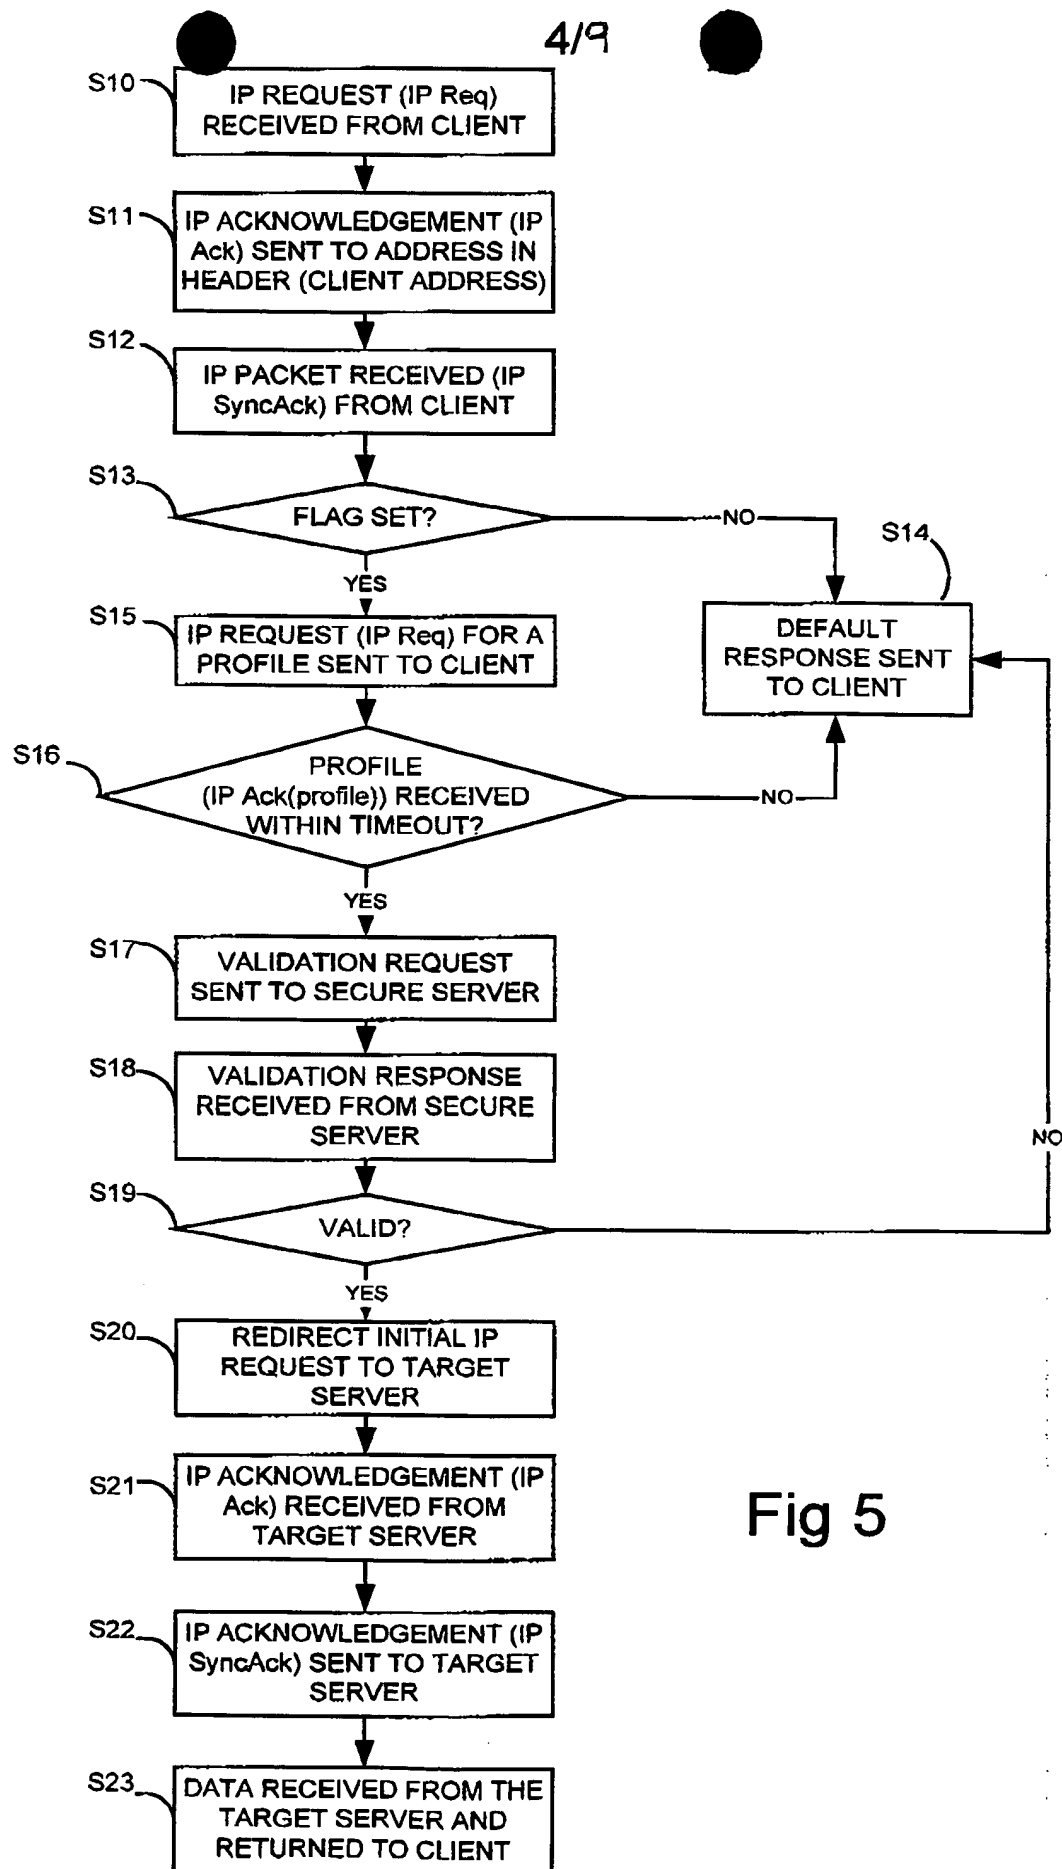 4/9
S10
IP REQUEST (IP Req)
RECEIVED FROM CLIENT
S11
IP ACKNOWLEDGEMENT (IP
Ack) SENT TO ADDRESS IN
HEADER (CLIENT ADDRESS)
S12
IP PACKET RECEIVED (IP
SyncAck) FROM CLIENT
S13
FLAG SET?
NO
S14
YES
DEFAULT
RESPONSE SENT
TO CLIENT
S15
IP REQUEST (IP Req) FOR A
PROFILE SENT TO CLIENT
S16
PROFILE
(IP Ack(profile)) RECEIVED
WITHIN TIMEOUT?
NO
YES
S17
VALIDATION REQUEST
SENT TO SECURE SERVER
S18
VALIDATION RESPONSE
RECEIVED FROM SECURE
SERVER
NO
S19
VALID?
YES
S20
REDIRECT INITIAL IP
REQUEST TO TARGET
SERVER
S21
IP ACKNOWLEDGEMENT (IP
Ack) RECEIVED FROM
TARGET SERVER
Fig 5
S22
IP ACKNOWLEDGEMENT (IP
SyncAck) SENT TO TARGET
SERVER
S23
DATA RECEIVED FROM THE
TARGET SERVER AND
RETURNED TO CLIENT